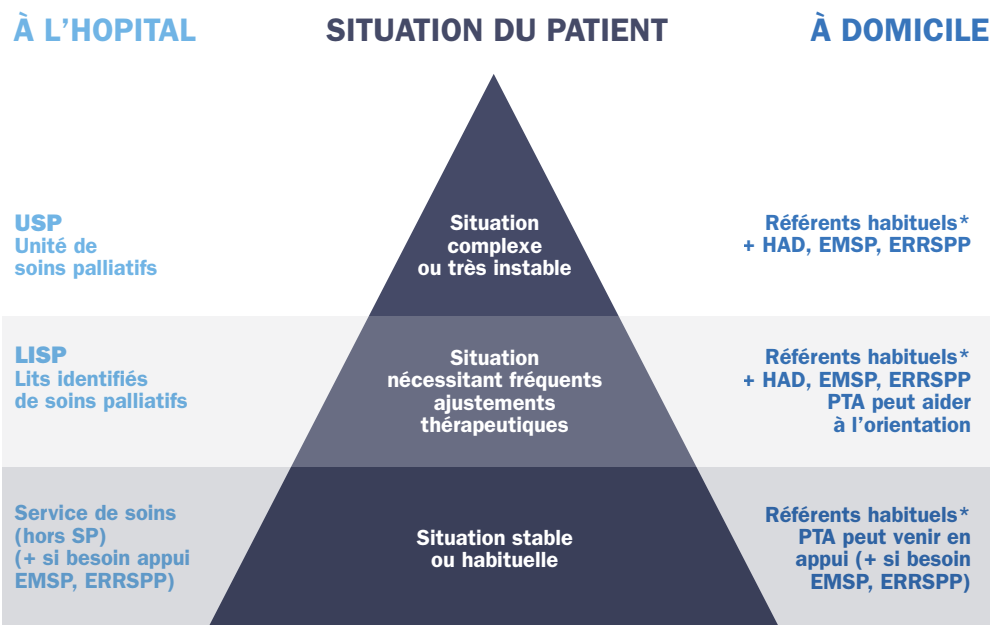 À L'HOPITAL
SITUATION DU PATIENT
À DOMICILE
USP
Unité de
soins palliatifs
Situation
complexe
ou très instable
Référents habituels*
+ HAD, EMSP, ERRSPP
LISP
Lits identifiés
de soins palliatifs
Situation
nécessitant fréquents
ajustements
thérapeutiques
Référents habituels*
+ HAD, EMSP, ERRSPP
PTA peut aider
à l'orientation
Service de soins
(hors SP)
(+ si besoin appui
EMSP, ERRSPP)
Situation stable
ou habituelle
Référents habituels*
PTA peut venir en
appui (+ si besoin
EMSP, ERRSPP)